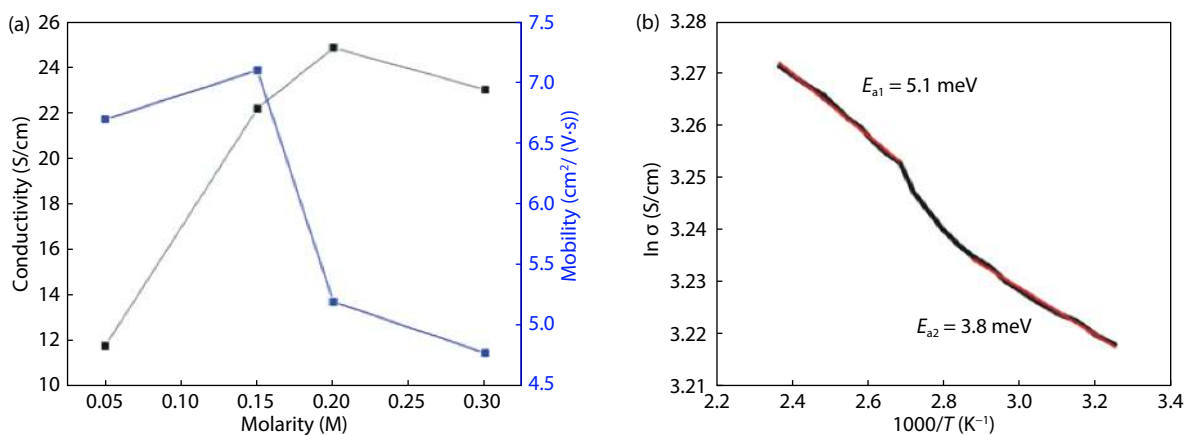 (a)
26
24
22
20
18
16
14
12
10
Conductivity (S/cm)
0.05 0.10 0.15 0.20 0.25 0.30
Molarity (M)
7.5
7.0
6.5
6.0
5.5
5.0
4.5
Mobility (cm²/ (V·s))
(b)
3.28
3.27
3.26
3.25
3.24
3.23
3.22
3.21
ln σ (S/cm)
Ea1 = 5.1 meV
Ea2 = 3.8 meV
2.2 2.4 2.6 2.8 3.0 3.2 3.4
1000/T (K⁻¹)